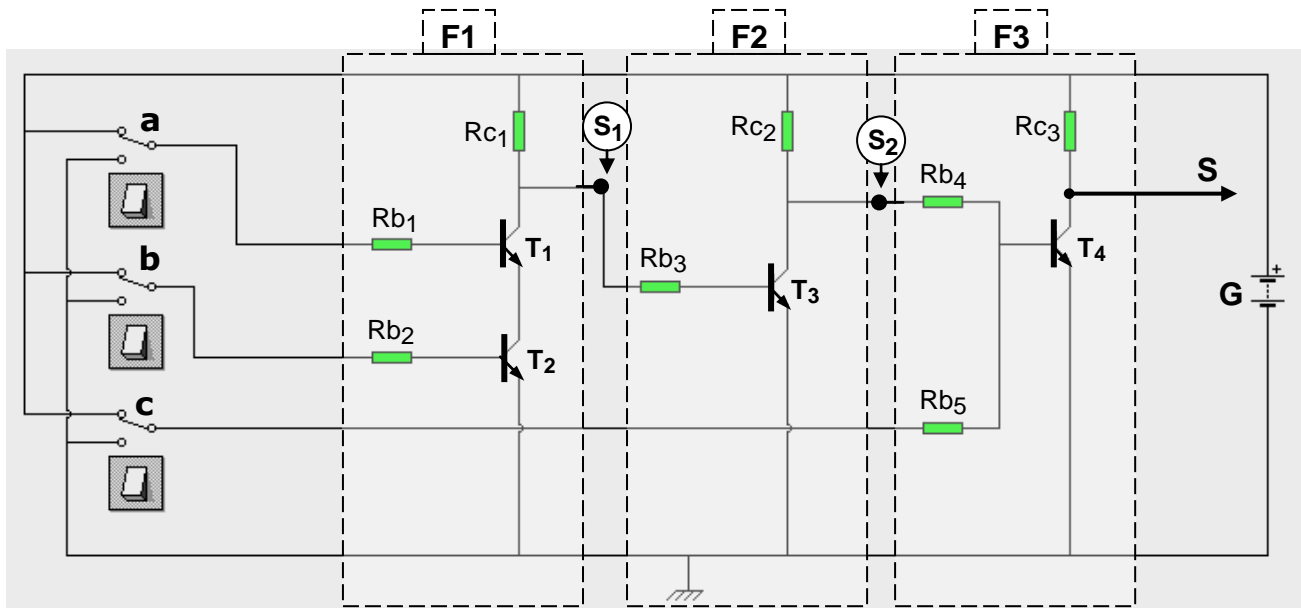 F1
F2
F3
a
Rc1
S1
Rc2
S2
Rc3
Rb4
S
Rb1
T1
b
Rb3
T3
T4
+
G
Rb2
T2
c
Rb5